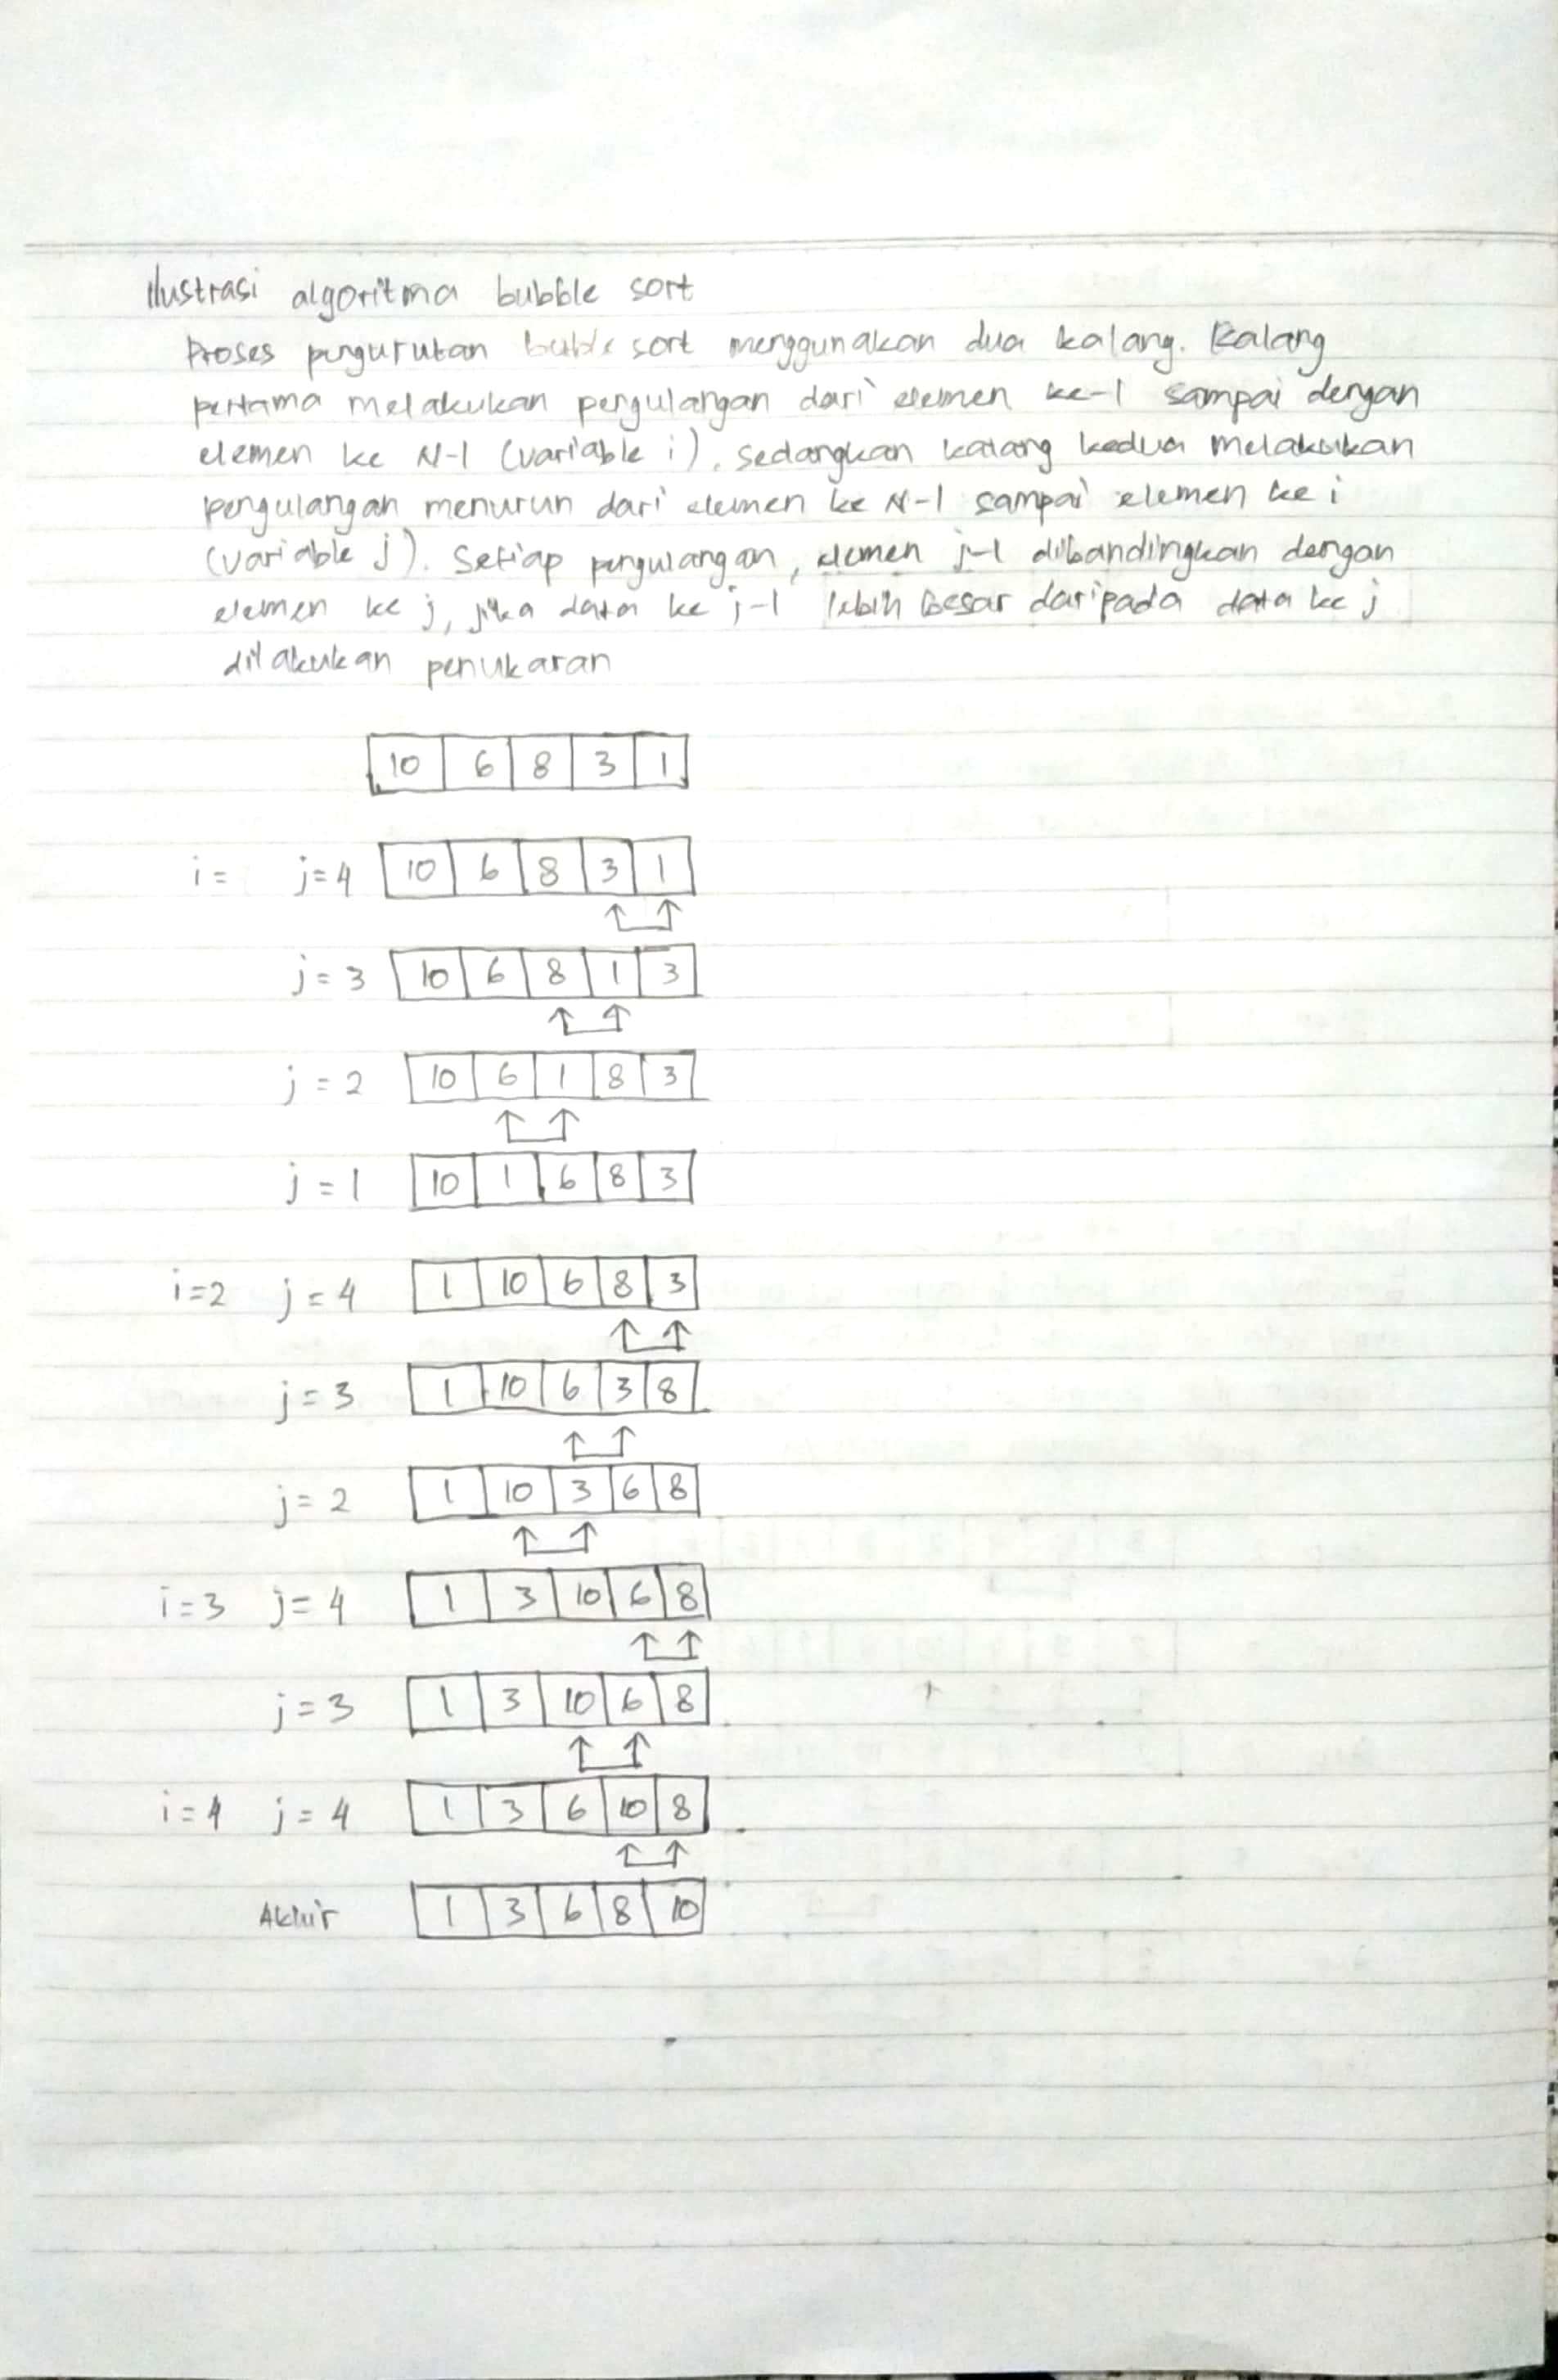 Ilustrasi algoritma bubble sort
Proses pengurutan buble sort menggunakan dua kalang. Kalang
pertama melakukan pengulangan dari elemen ke-1 sampai dengan
elemen ke N-1 (variable i), sedangkan kalang kedua melakukan
pengulangan menurun dari elemen ke N-1 sampai elemen ke i
(variable j). Setiap pengulangan, elemen j-1 dibandingkan dengan
elemen ke j, jika data ke j-1 lebih besar daripada data ke j
dilakukan penukaran
10 6 8 3 1
i= j=4 10 6 8 3 1
j=3 10 6 8 1 3
j=2 10 6 1 8 3
j=1 10 1 6 8 3
i=2 j=4 1 10 6 8 3
j=3 1 10 6 3 8
j=2 1 10 3 6 8
i=3 j=4 1 3 10 6 8
j=3 1 3 10 6 8
i=4 j=4 1 3 6 10 8
Akhir 1 3 6 8 10